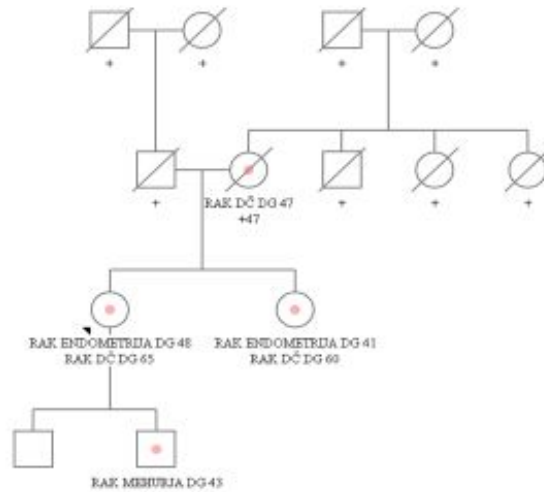 + + + +
+ + + +
RAK DČ DG 47
+47
RAK ENDOMETRIJA DG 48 RAK ENDOMETRIJA DG 41
RAK DČ DG 65 RAK DČ DG 60
RAK MEHURJA DG 43